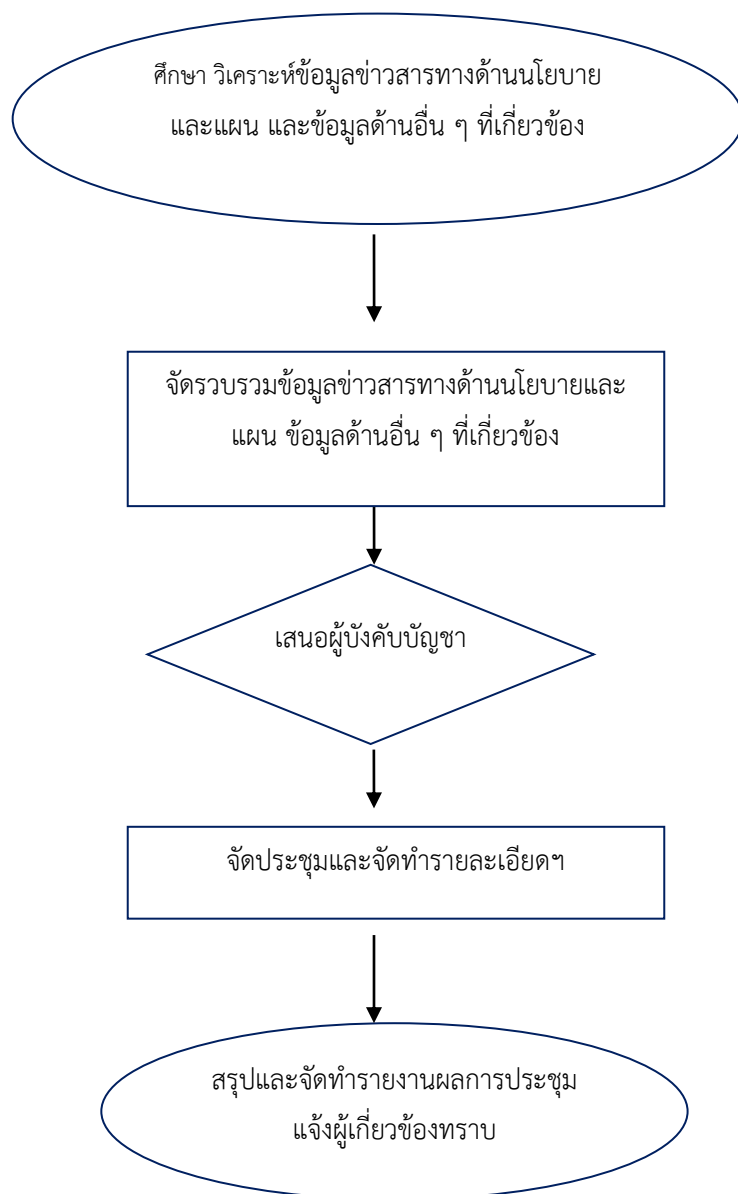 ศึกษา วิเคราะห์ข้อมูลข่าวสารทางด้านนโยบาย
และแผน และข้อมูลด้านอื่น ๆ ที่เกี่ยวข้อง
จัดรวบรวมข้อมูลข่าวสารทางด้านนโยบายและ
แผน ข้อมูลด้านอื่น ๆ ที่เกี่ยวข้อง
เสนอผู้บังคับบัญชา
จัดประชุมและจัดทำรายละเอียดฯ
สรุปและจัดทำรายงานผลการประชุม
แจ้งผู้เกี่ยวข้องทราบ